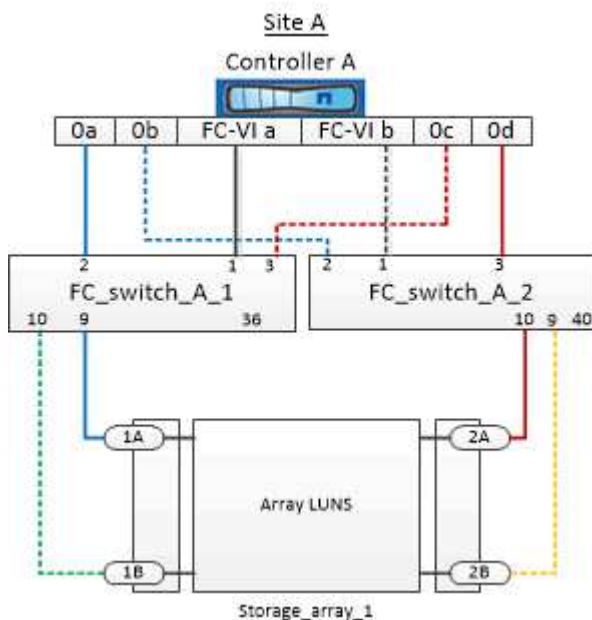 Site A
Controller A
n
0a 0b FC-VI a FC-VI b 0c 0d
2 1 3 2 1 3
FC_switch_A_1 FC_switch_A_2
10 9 36 10 9 40
1A 2A
Array LUNS
1B 2B
Storage_array_1